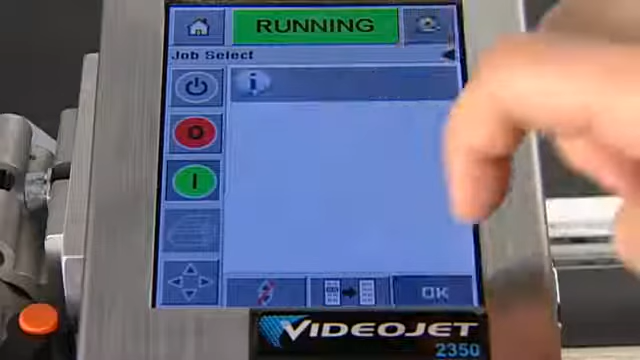 RUNNING
Job Select
i
O
I
OK
VIDEOJET
2350